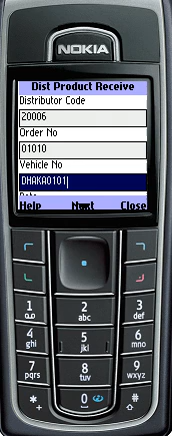 NOKIA
Dist Product Receive
Distributor Code
20006
Order No
01010
Vehicle No
DHAKA0101
Help Close
1
2 abc
3 def
4 ghi
5 jkl
6 mno
7 pqrs
8 tuv
9 wxyz
* +
0
#